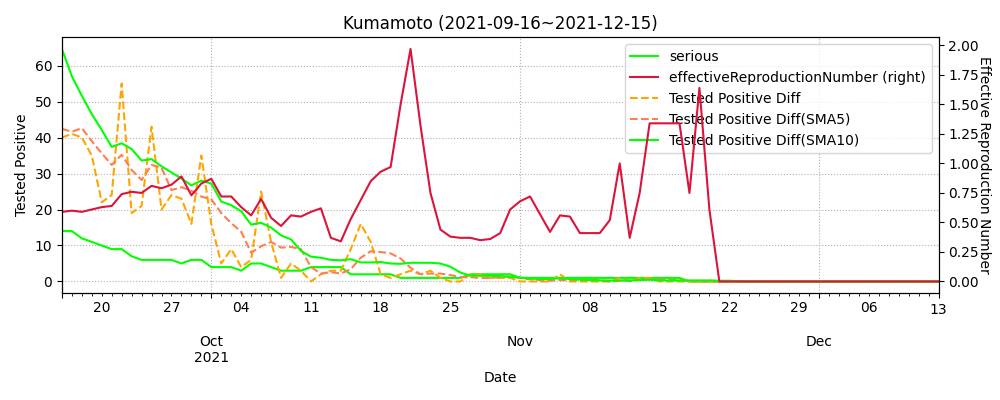 Kumamoto (2021-09-16~2021-12-15)
serious
effectiveReproductionNumber (right)
Tested Positive Diff
Tested Positive Diff(SMA5)
Tested Positive Diff(SMA10)
Tested Positive
60
50
40
30
20
10
0
2.00
1.75
1.50
1.25
1.00
0.75
0.50
0.25
0.00
Effective Reproduction Number
20 27 04 11 18 25 08 15 22 29 06 13
Oct Nov Dec
2021
Date